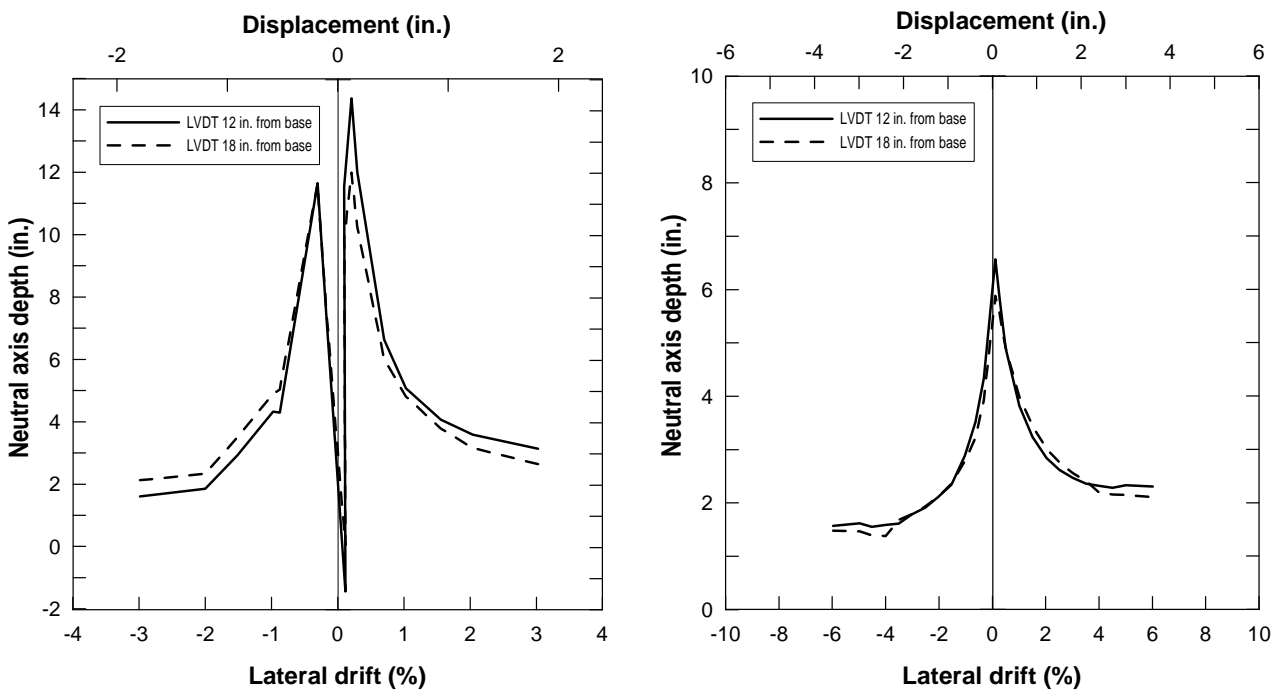 Displacement (in.)
-2 0 2
14
12
10
8
6
4
2
0
-2
Neutral axis depth (in.)
LVDT 12 in. from base
LVDT 18 in. from base
-4 -3 -2 -1 0 1 2 3 4
Lateral drift (%)
Displacement (in.)
-6 -4 -2 0 2 4 6
10
8
6
4
2
0
Neutral axis depth (in.)
LVDT 12 in. from base
LVDT 18 in. from base
-10 -8 -6 -4 -2 0 2 4 6 8 10
Lateral drift (%)